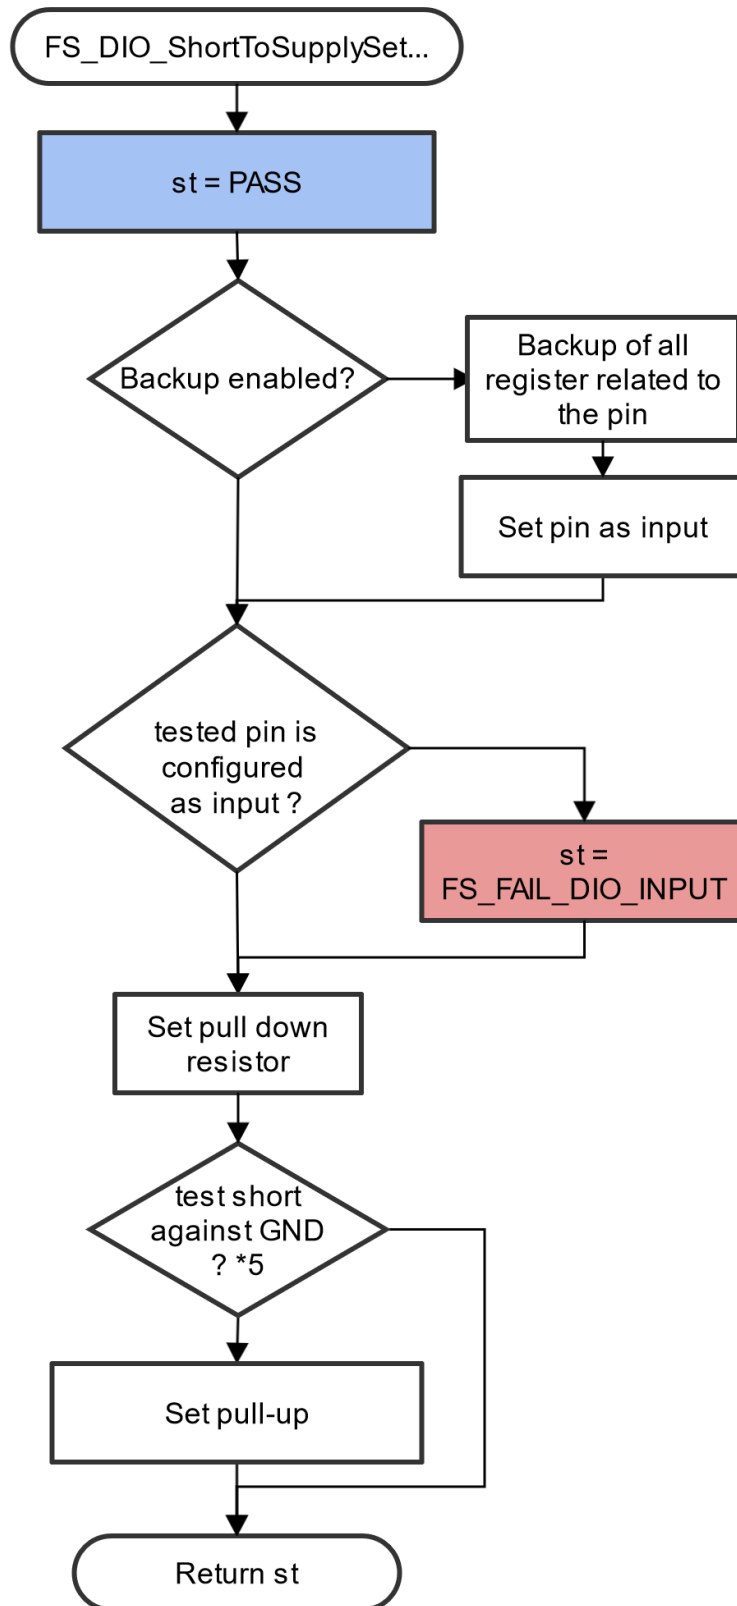 FS_DIO_ShortToSupplySet...
st = PASS
Backup enabled?
Backup of all
register related to
the pin
Set pin as input
tested pin is
configured
as input ?
st =
FS_FAIL_DIO_INPUT
Set pull down
resistor
test short
against GND
? *5
Set pull-up
Return st